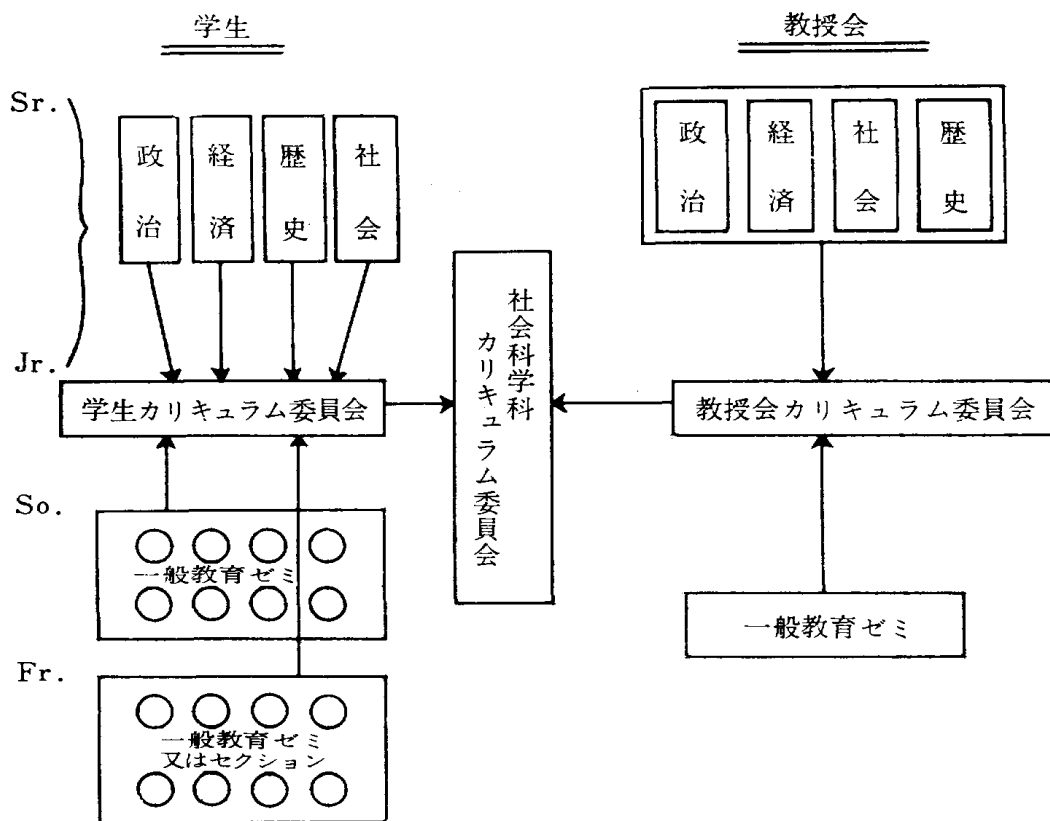 学生
教授会
Sr.
政治
経済
歴史
社会
政治
経済
社会
歴史
Jr.
学生カリキュラム委員会
社会科学科
カリキュラム委員会
教授会カリキュラム委員会
So.
一般教育ゼミ
一般教育ゼミ
Fr.
一般教育ゼミ
又はセクション